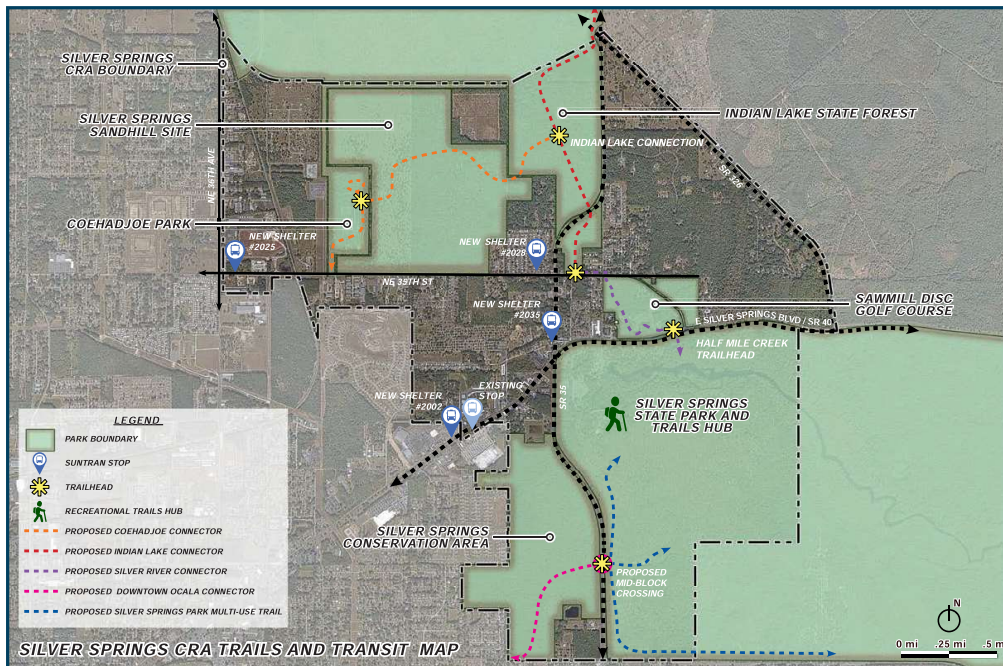 SILVER SPRINGS
CRA BOUNDARY
SILVER SPRINGS
SANDHILL SITE
INDIAN LAKE STATE FOREST
INDIAN LAKE CONNECTION
NE 36TH AVE
SR 326
COEHADJOE PARK
NEW SHELTER
#2025
NEW SHELTER
#2028
NE 35TH ST
NEW SHELTER
#2035
SAWMILL DISC
GOLF COURSE
E SILVER SPRINGS BLVD / SR 40
HALF MILE CREEK
TRAILHEAD
SR 35
EXISTING
STOP
NEW SHELTER
#2002
SILVER SPRINGS
STATE PARK AND
TRAILS HUB
LEGEND
PARK BOUNDARY
SUNTRAN STOP
TRAILHEAD
RECREATIONAL TRAILS HUB
PROPOSED COEHADJOE CONNECTOR
PROPOSED INDIAN LAKE CONNECTOR
PROPOSED SILVER RIVER CONNECTOR
PROPOSED DOWNTOWN OCALA CONNECTOR
PROPOSED SILVER SPRINGS PARK MULTI-USE TRAIL
SILVER SPRINGS
CONSERVATION AREA
PROPOSED
MID-BLOCK
CROSSING
N
0 mi .25 mi .5 m
SILVER SPRINGS CRA TRAILS AND TRANSIT MAP